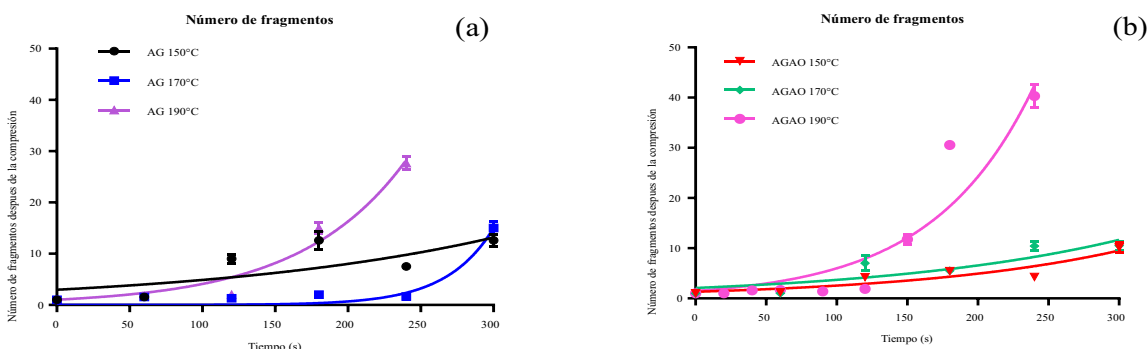 Número de fragmentos
(a)
AG 150°C
AG 170°C
AG 190°C
Número de fragmentos despues de la compresión
50
40
30
20
10
0
0 50 100 150 200 250 300
Tiempo (s)
Número de fragmentos
(b)
AGAO 150°C
AGAO 170°C
AGAO 190°C
Número de fragmentos despues de la compresión
50
40
30
20
10
0
0 50 100 150 200 250 300
Tiempo (s)